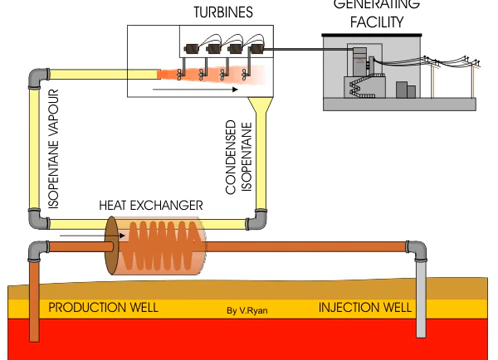 TURBINES
GENERATING
FACILITY
ISOPENTANE VAPOUR
CONDENSED
ISOPENTANE
HEAT EXCHANGER
PRODUCTION WELL
By V.Ryan
INJECTION WELL